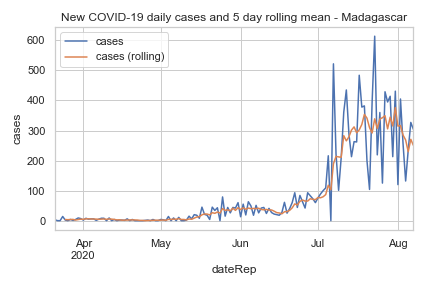 New COVID-19 daily cases and 5 day rolling mean - Madagascar
cases
cases (rolling)
600
500
400
300
200
100
0
cases
Apr
2020
May
Jun
Jul
Aug
dateRep